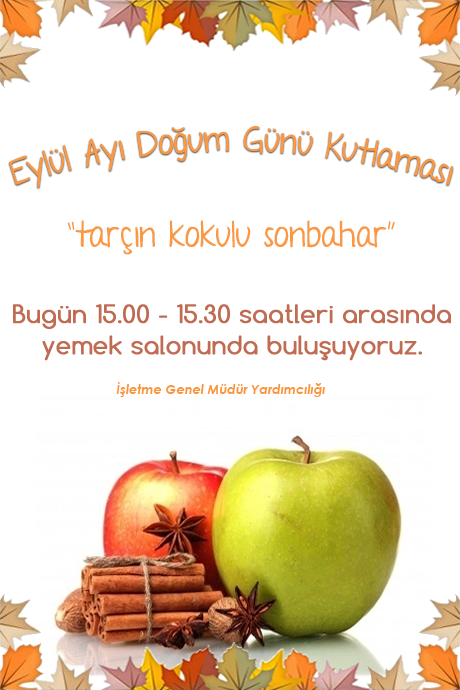 Eylül Ayı Doğum Günü Kutlaması
"tarçın kokulu sonbahar"
Bugün 15.00 - 15.30 saatleri arasında
yemek salonunda buluşuyoruz.
İşletme Genel Müdür Yardımcılığı